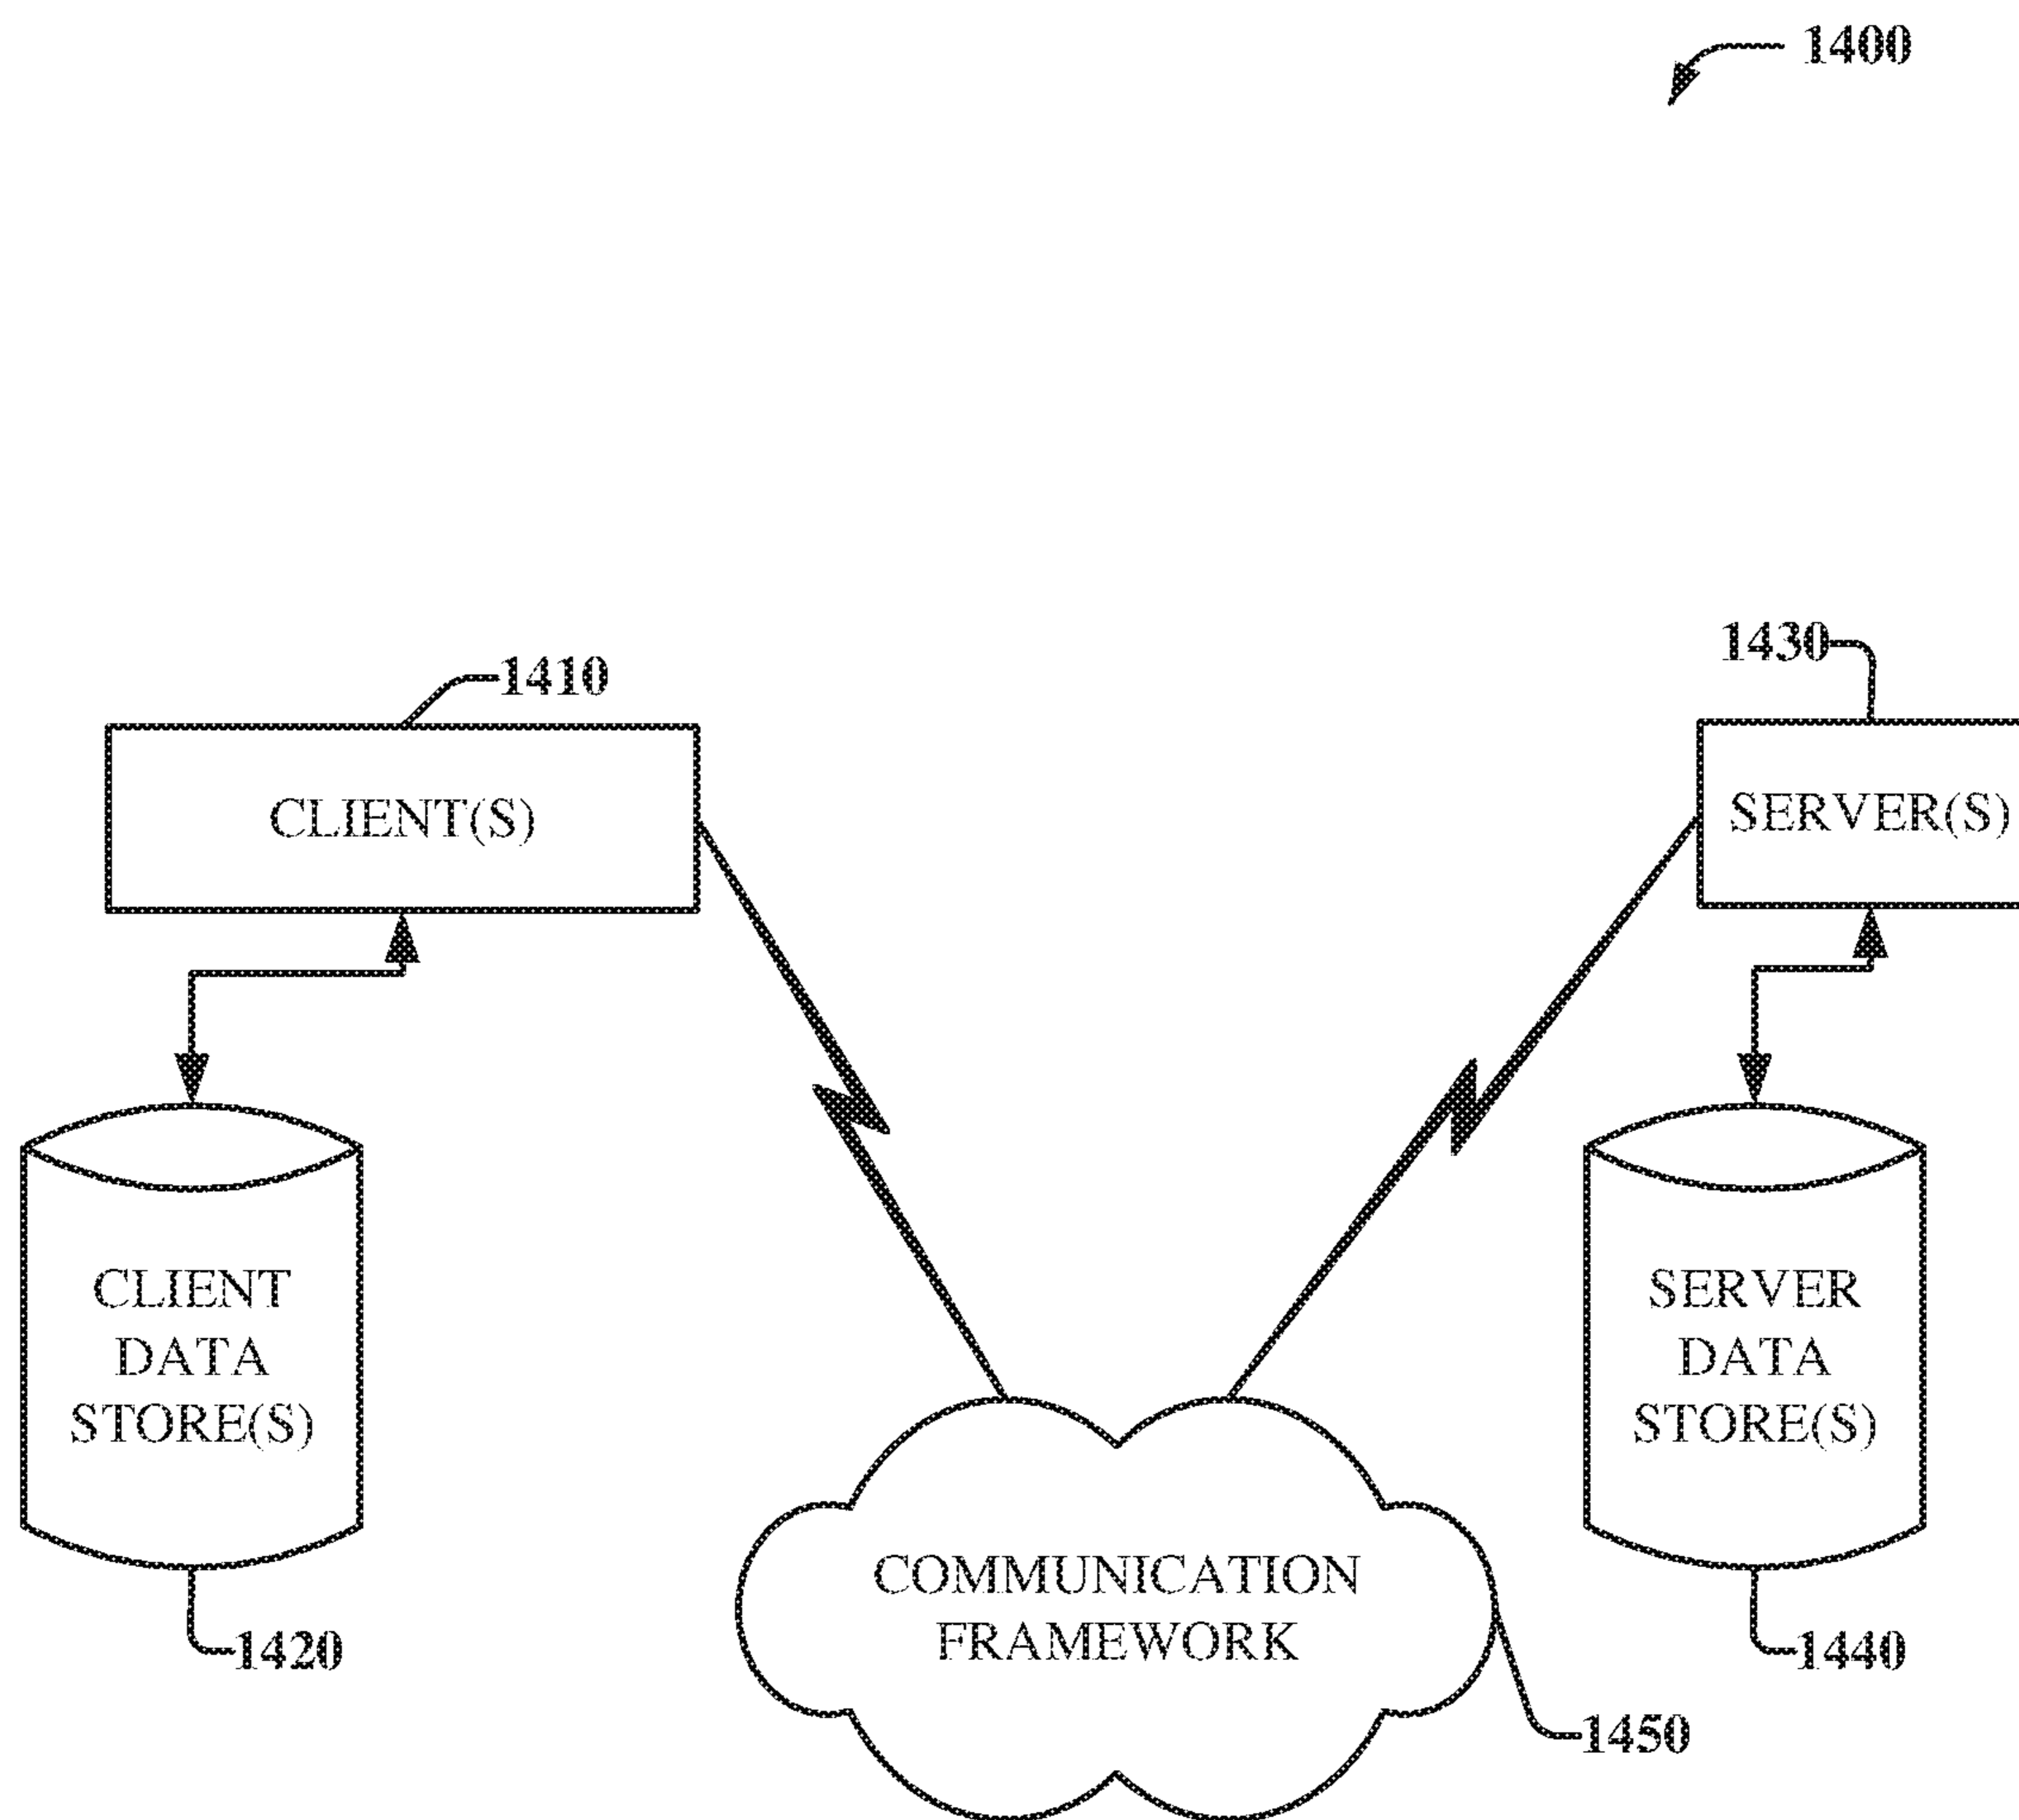 1400
1410
1430
CLIENT(S)
SERVER(S)
CLIENT
DATA
STORE(S)
SERVER
DATA
STORE(S)
COMMUNICATION
FRAMEWORK
1420
1440
1450